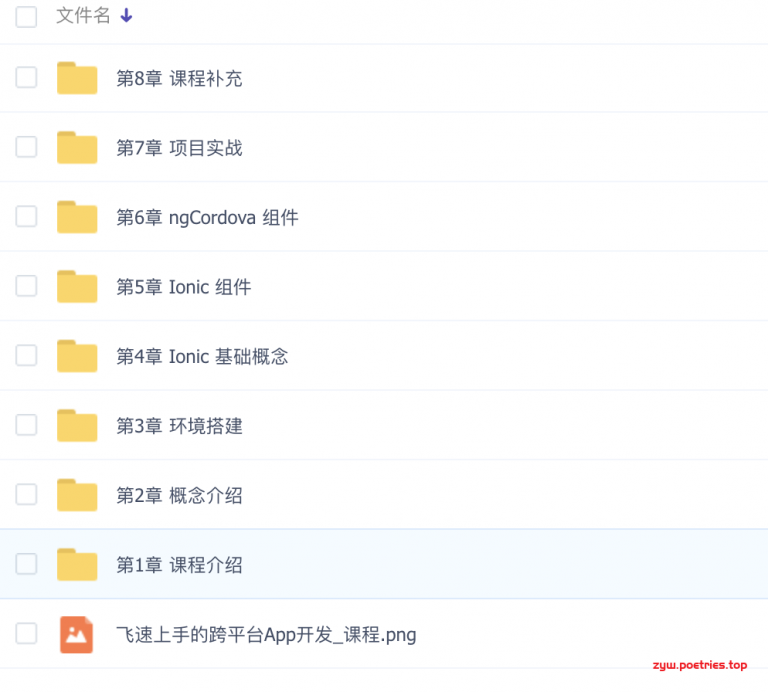 文件名
第8章 课程补充
第7章 项目实战
第6章 ngCordova 组件
第5章 Ionic 组件
第4章 Ionic 基础概念
第3章 环境搭建
第2章 概念介绍
第1章 课程介绍
飞速上手的跨平台App开发_课程.png
zyw.poetries.top